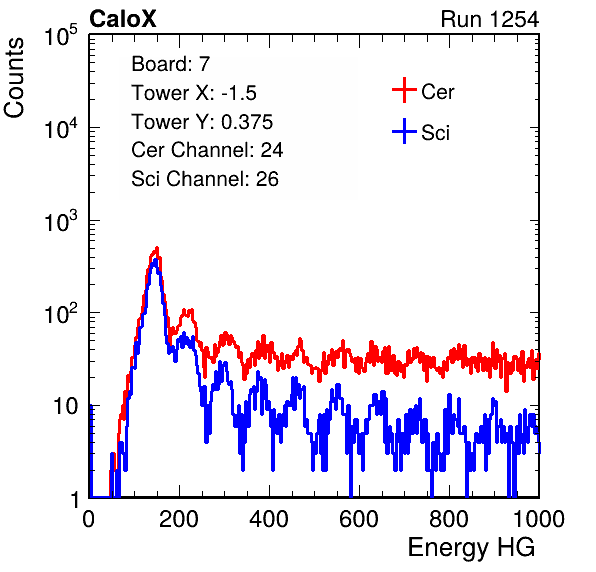 CaloX Run 1254
Counts
10^5
10^4
10^3
10^2
10
1
Board: 7
Tower X: -1.5
Tower Y: 0.375
Cer Channel: 24
Sci Channel: 26
Cer
Sci
0 200 400 600 800 1000
Energy HG